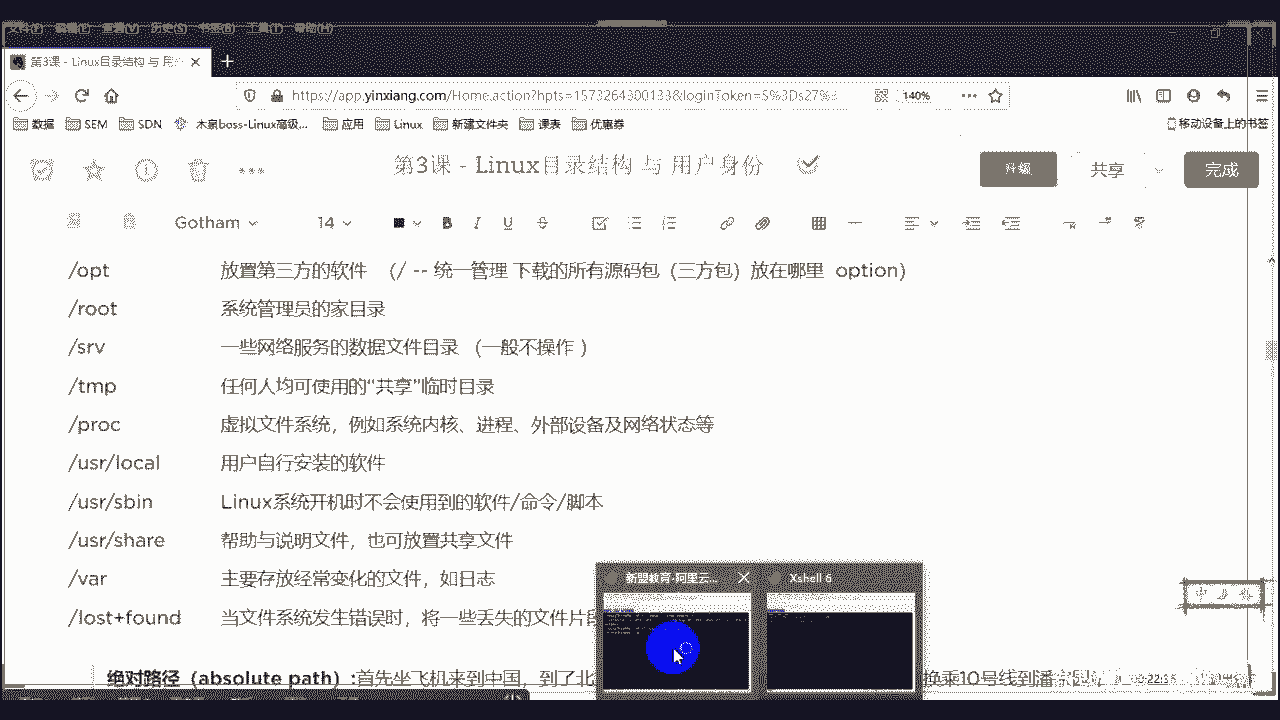 文件(F) 编辑(E) 查看(V) 历史(S) 书签(B) 工具(T) 帮助(H)
第3课 - Linux目录结构 与 用户
https://app.yinxiang.com/Home.action?hpts=1573264300133&loginToken=S%3Ds27%3
140%
数据 SEM SDN 木泉boss-Linux高级... 应用 Linux 新建文件夹 课表 优惠券 移动设备上的书签
第3课 - Linux目录结构 与 用户身份
升级 共享 完成
Gotham 14 B I U S
/opt 放置第三方的软件 (/ -- 统一管理 下载的所有源码包（三方包）放在哪里 option)
/root 系统管理员的家目录
/srv 一些网络服务的数据文件目录 （一般不操作 ）
/tmp 任何人均可使用的“共享”临时目录
/proc 虚拟文件系统，例如系统内核、进程、外部设备及网络状态等
/usr/local 用户自行安装的软件
/usr/sbin Linux系统开机时不会使用到的软件/命令/脚本
/usr/share 帮助与说明文件，也可放置共享文件
/var 主要存放经常变化的文件，如日志
/lost+found 当文件系统发生错误时，将一些丢失的文件片段
新盟教育-阿里云... Xshell 6
绝对路径（absolute path）:首先坐飞机来到中国，到了北 换乘10号线到潘